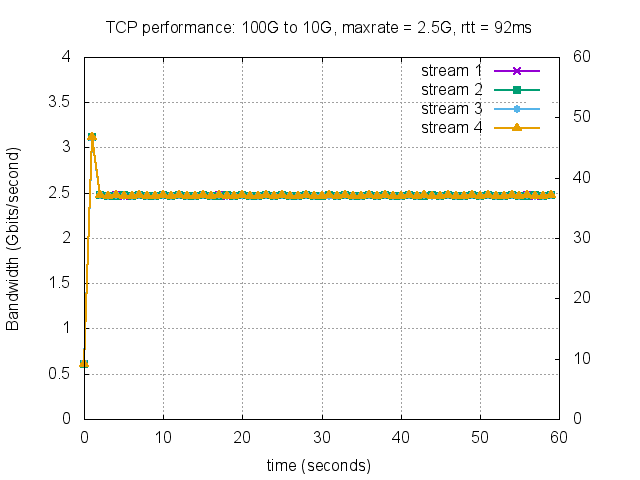 TCP performance: 100G to 10G, maxrate = 2.5G, rtt = 92ms
stream 1
stream 2
stream 3
stream 4
Bandwidth (Gbits/second)
4
3.5
3
2.5
2
1.5
1
0.5
0
60
50
40
30
20
10
0
0 10 20 30 40 50 60
time (seconds)